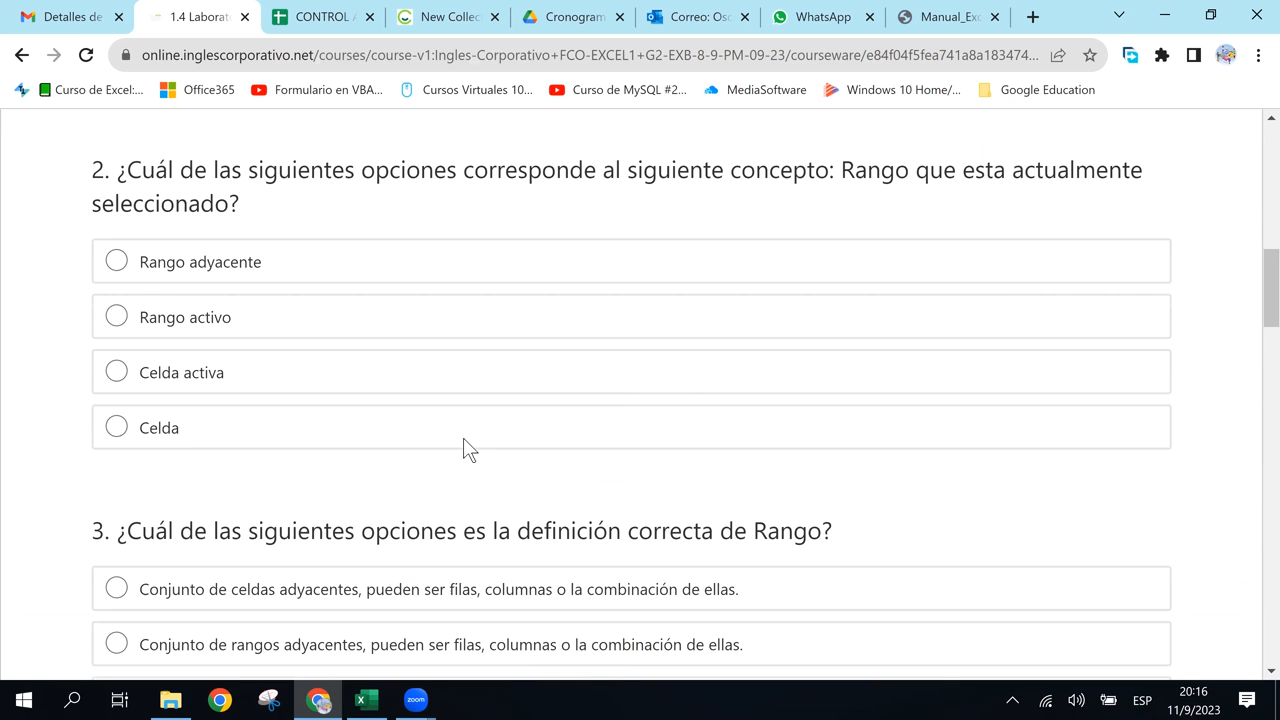 Detalles de
1.4 Laborat
CONTROL A
New Collec
Cronogram
Correo: Osc
WhatsApp
Manual_Exc
online.inglescorporativo.net/courses/course-v1:Ingles-Corporativo+FCO-EXCEL1+G2-EXB-8-9-PM-09-23/courseware/e84f04f5fea741a8a183474...
Curso de Excel:...
Office365
Formulario en VBA...
Cursos Virtuales 10...
Curso de MySQL #2...
MediaSoftware
Windows 10 Home/...
Google Education
2. ¿Cuál de las siguientes opciones corresponde al siguiente concepto: Rango que esta actualmente
seleccionado?
Rango adyacente
Rango activo
Celda activa
Celda
3. ¿Cuál de las siguientes opciones es la definición correcta de Rango?
Conjunto de celdas adyacentes, pueden ser filas, columnas o la combinación de ellas.
Conjunto de rangos adyacentes, pueden ser filas, columnas o la combinación de ellas.
zoom
ESP
20:16
11/9/2023